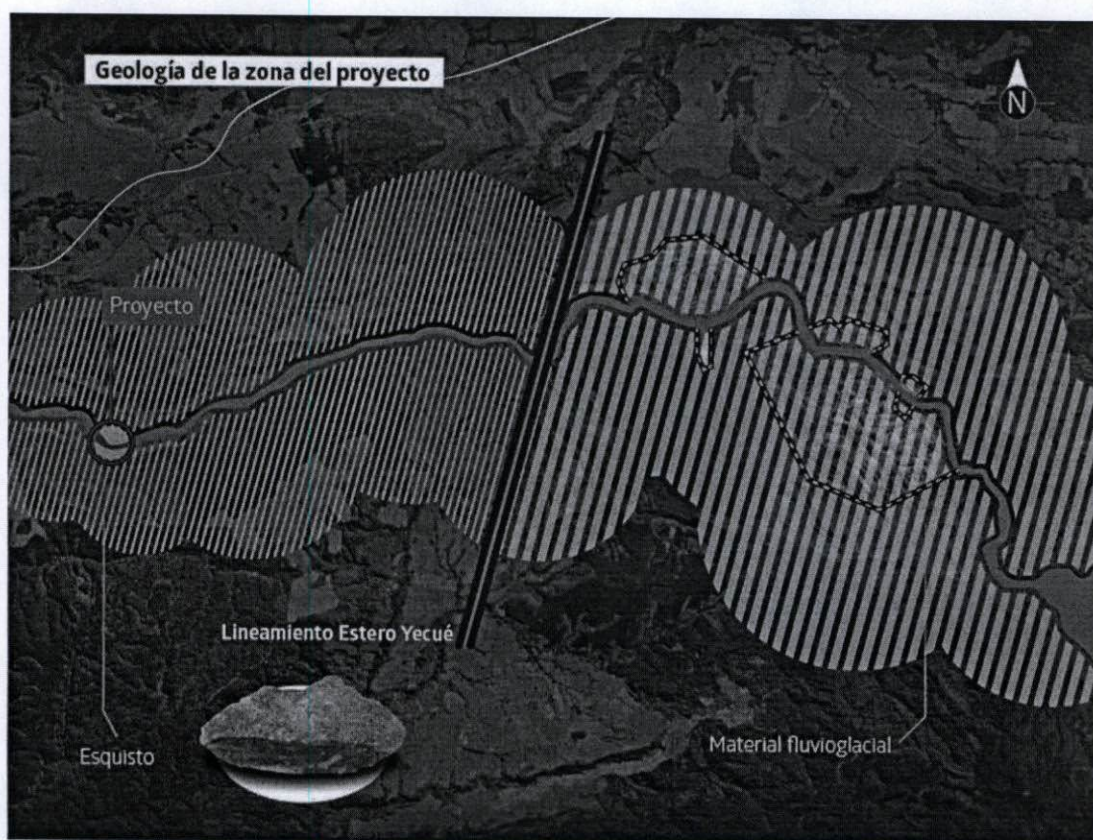 Geología de la zona del proyecto
N
Proyecto
Lineamiento Estero Yecué
Esquisto
Material fluvioglacial